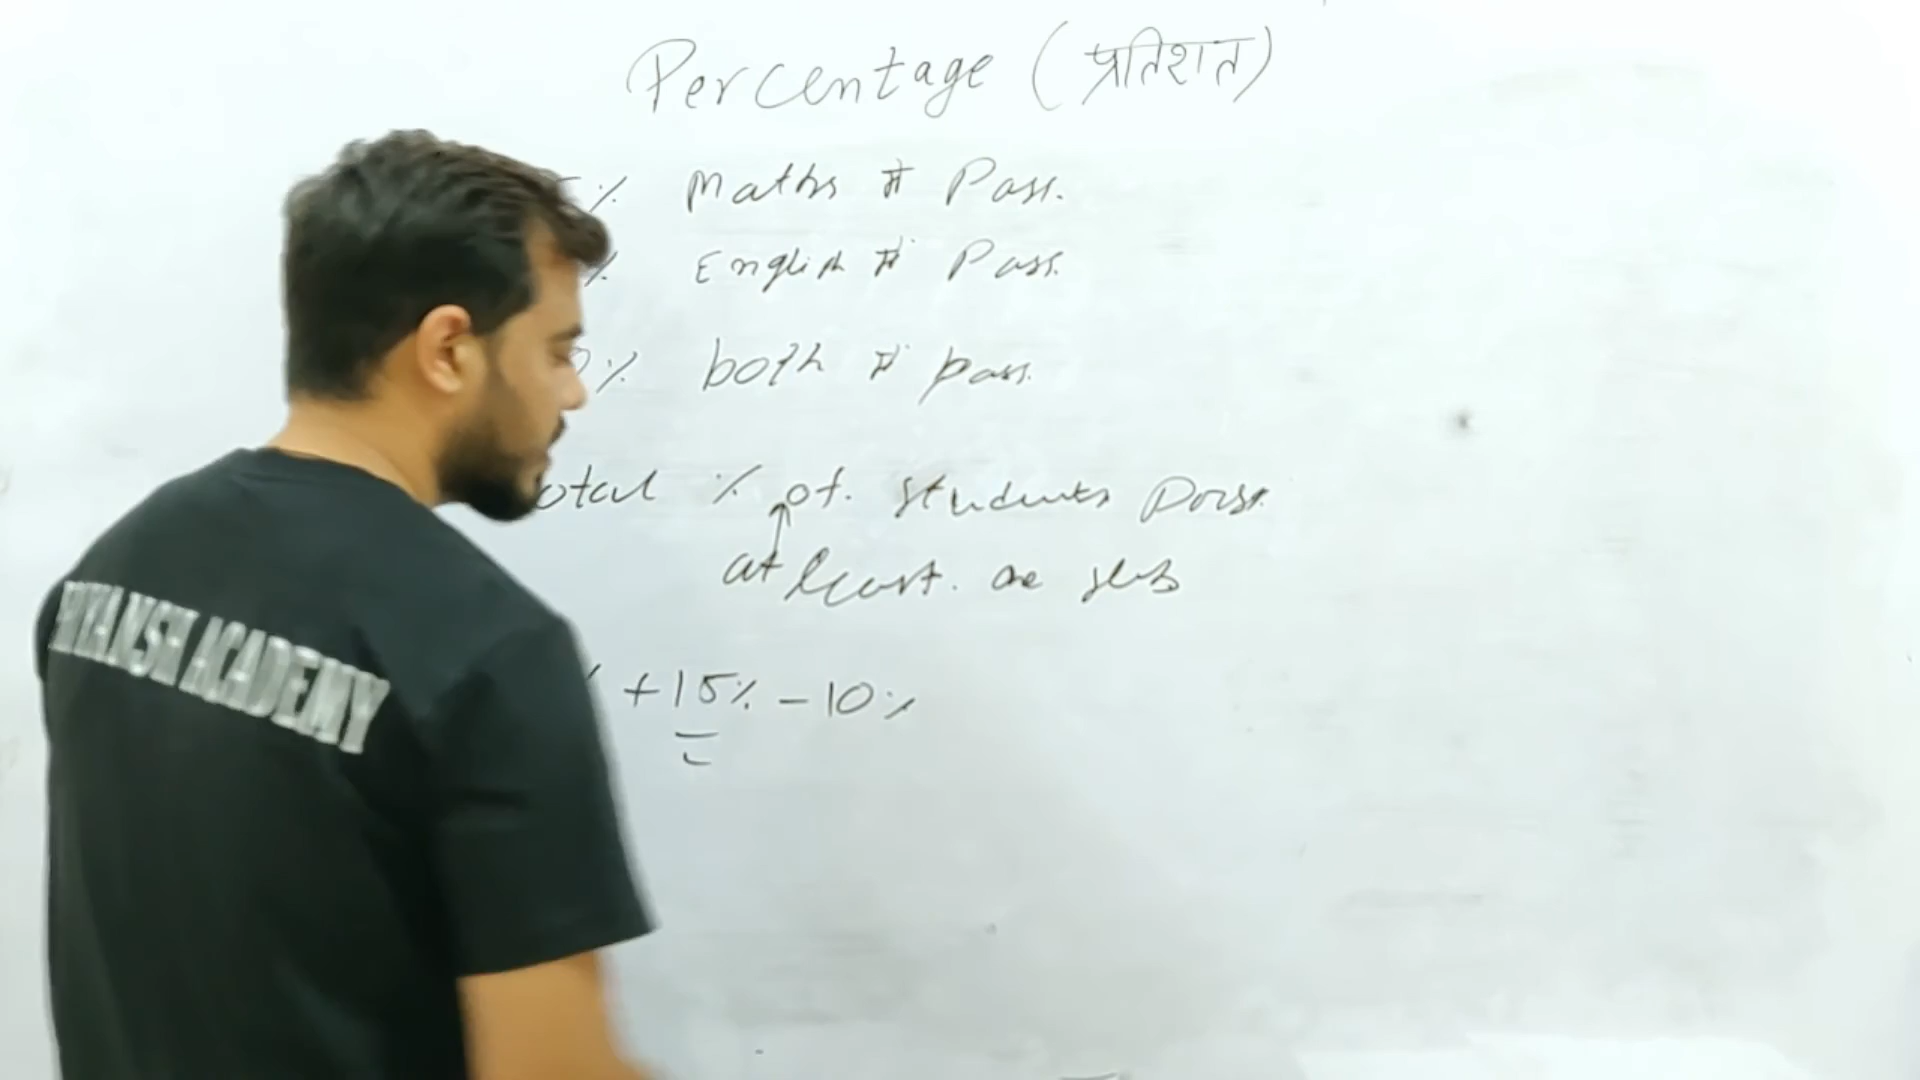 Percentage (प्रतिशत)
% Maths में Pass.
% English में Pass.
0% both में pass.
otal % of. students pass.
at least. one sub
+15% -10%
ACADEMY